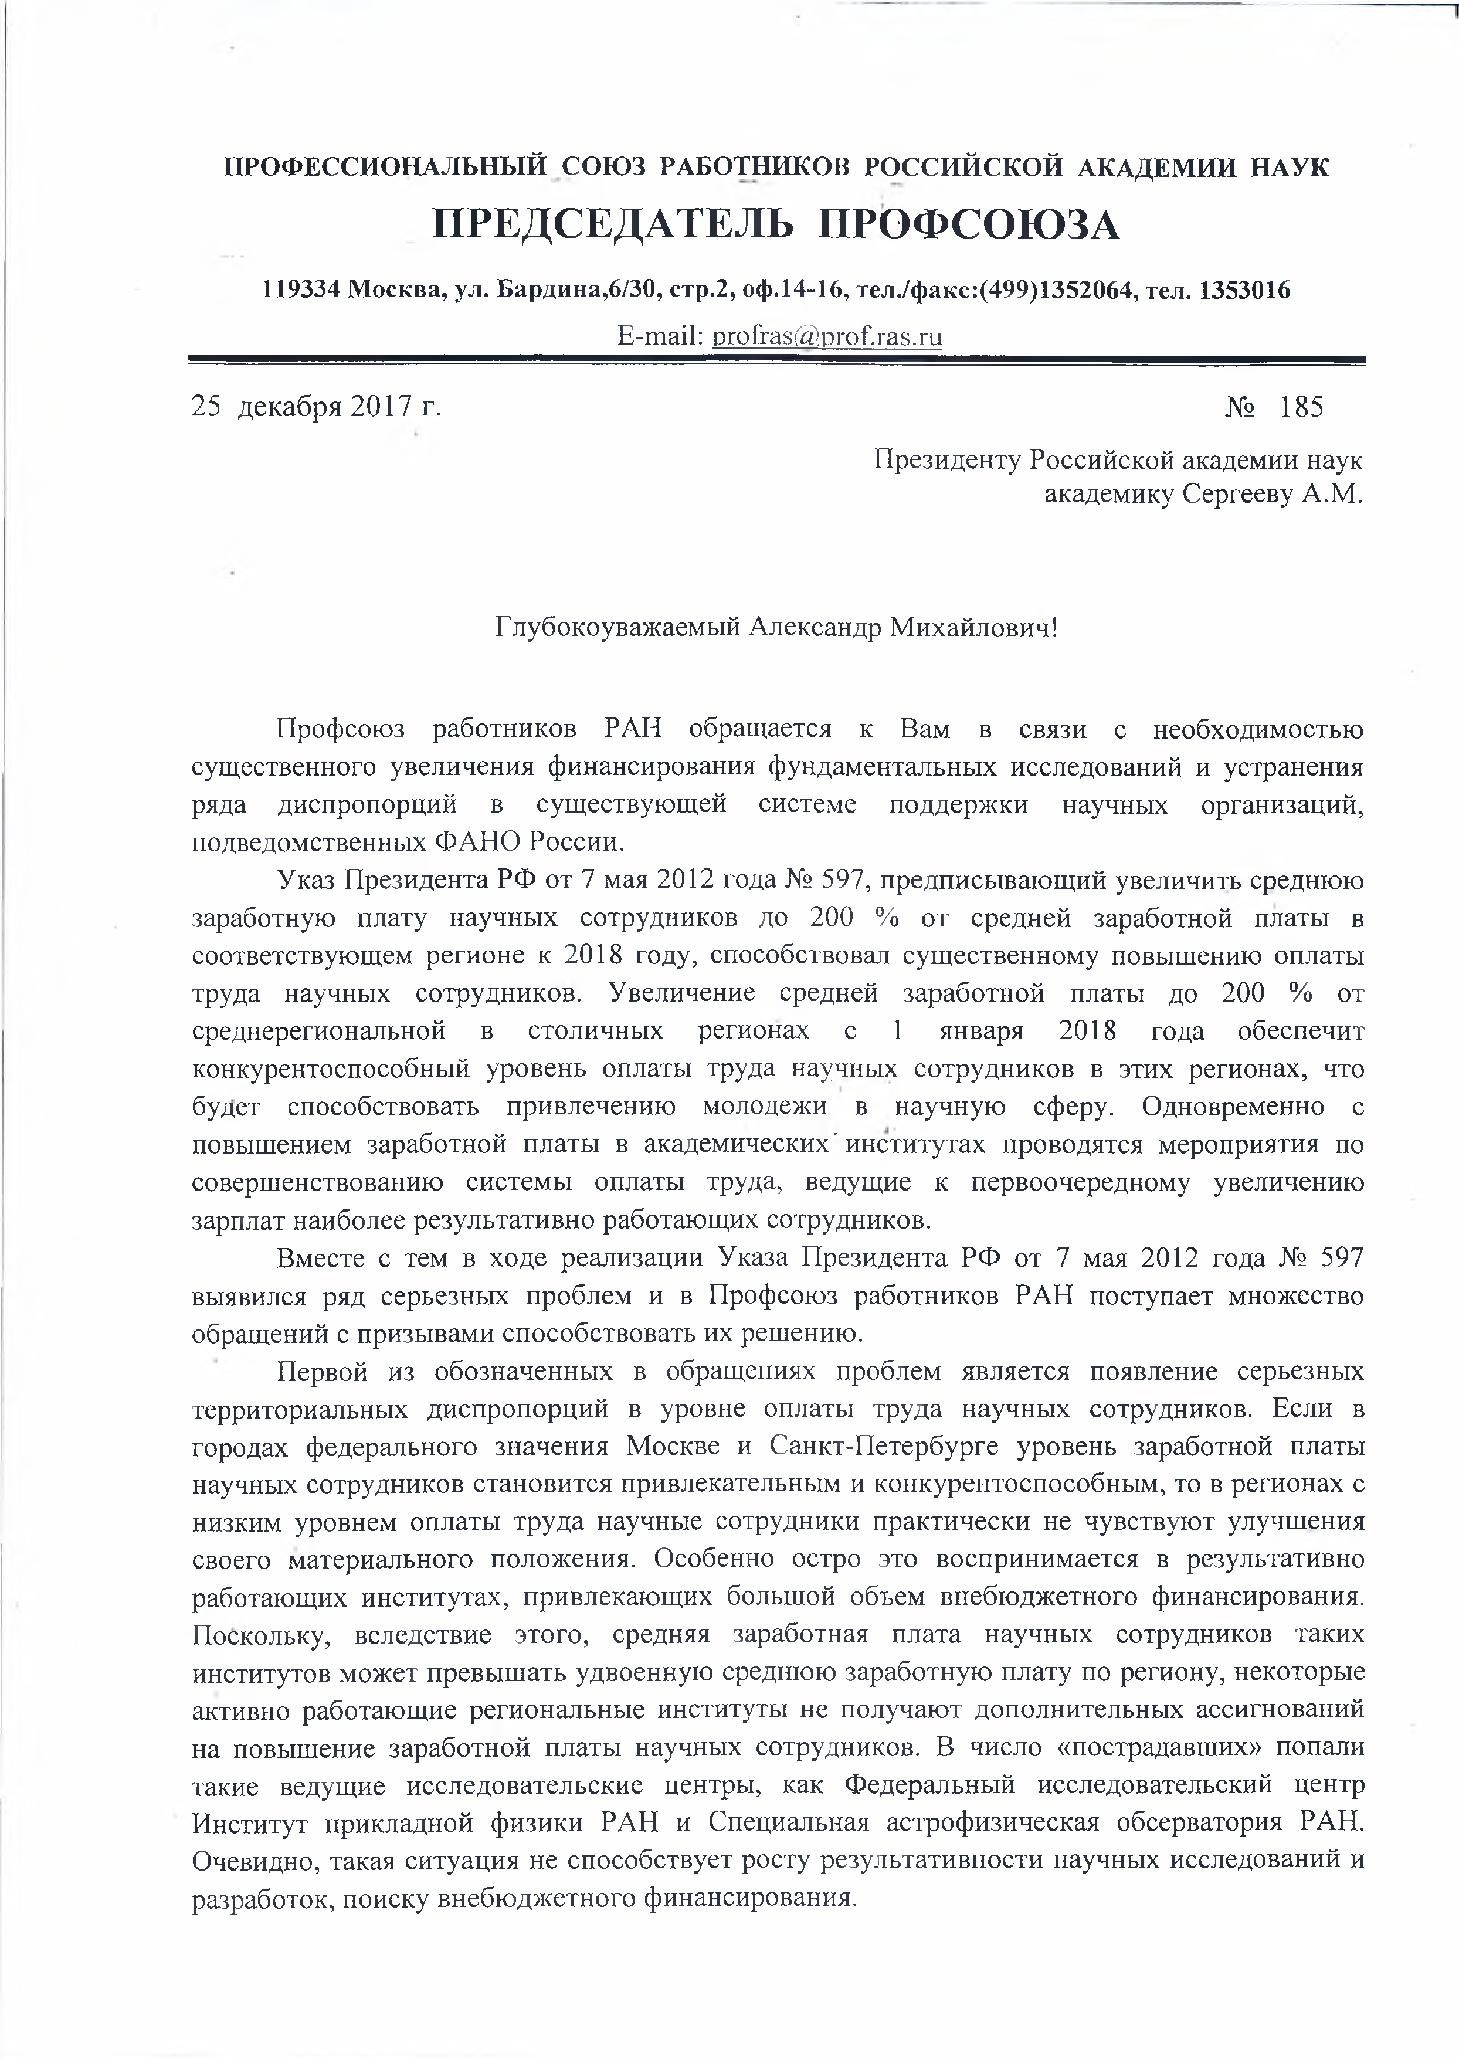 ПРОФЕССИОНАЛЬНЫЙ СОЮЗ РАБОТНИКОВ РОССИЙСКОЙ АКАДЕМИИ НАУК
ПРЕДСЕДАТЕЛЬ ПРОФСОЮЗА
119334 Москва, ул. Бардина,6/30, стр.2, оф.14-16, тел./факс:(499)1352064, тел. 1353016
E-mail: profras@prof.ras.ru
25 декабря 2017 г. № 185
Президенту Российской академии наук
академику Сергееву А.М.
Глубокоуважаемый Александр Михайлович!
Профсоюз работников РАН обращается к Вам в связи с необходимостью
существенного увеличения финансирования фундаментальных исследований и устранения
ряда диспропорций в существующей системе поддержки научных организаций,
подведомственных ФАНО России.
Указ Президента РФ от 7 мая 2012 года № 597, предписывающий увеличить среднюю
заработную плату научных сотрудников до 200 % от средней заработной платы в
соответствующем регионе к 2018 году, способствовал существенному повышению оплаты
труда научных сотрудников. Увеличение средней заработной платы до 200 % от
среднерегиональной в столичных регионах с 1 января 2018 года обеспечит
конкурентоспособный уровень оплаты труда научных сотрудников в этих регионах, что
будет способствовать привлечению молодежи в научную сферу. Одновременно с
повышением заработной платы в академических институтах проводятся мероприятия по
совершенствованию системы оплаты труда, ведущие к первоочередному увеличению
зарплат наиболее результативно работающих сотрудников.
Вместе с тем в ходе реализации Указа Президента РФ от 7 мая 2012 года № 597
выявился ряд серьезных проблем и в Профсоюз работников РАН поступает множество
обращений с призывами способствовать их решению.
Первой из обозначенных в обращениях проблем является появление серьезных
территориальных диспропорций в уровне оплаты труда научных сотрудников. Если в
городах федерального значения Москве и Санкт-Петербурге уровень заработной платы
научных сотрудников становится привлекательным и конкурентоспособным, то в регионах с
низким уровнем оплаты труда научные сотрудники практически не чувствуют улучшения
своего материального положения. Особенно остро это воспринимается в результативно
работающих институтах, привлекающих большой объем внебюджетного финансирования.
Поскольку, вследствие этого, средняя заработная плата научных сотрудников таких
институтов может превышать удвоенную среднюю заработную плату по региону, некоторые
активно работающие региональные институты не получают дополнительных ассигнований
на повышение заработной платы научных сотрудников. В число «пострадавших» попали
такие ведущие исследовательские центры, как Федеральный исследовательский центр
Институт прикладной физики РАН и Специальная астрофизическая обсерватория РАН.
Очевидно, такая ситуация не способствует росту результативности научных исследований и
разработок, поиску внебюджетного финансирования.